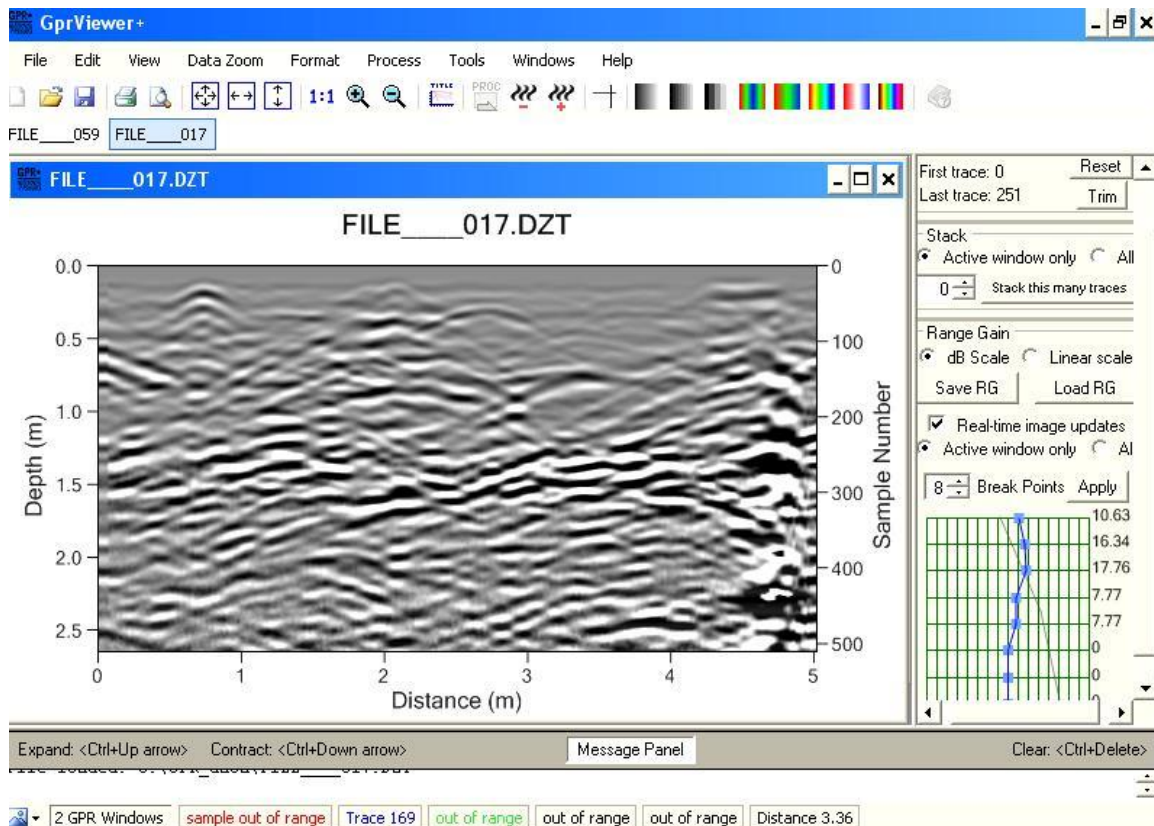 GprViewer+
File Edit View Data Zoom Format Process Tools Windows Help
1:1 TITLE PROC
FILE____059 FILE____017
FILE____017.DZT
FILE____017.DZT
First trace: 0 Reset
Last trace: 251 Trim
Stack
Active window only All
0 Stack this many traces
Range Gain
dB Scale Linear scale
Save RG Load RG
Real-time image updates
Active window only Al
8 Break Points Apply
10.63
16.34
17.76
7.77
7.77
0
0
0.0
0.5
1.0
1.5
2.0
2.5
Depth (m)
0
100
200
300
400
500
Sample Number
0 1 2 3 4 5
Distance (m)
Expand: <Ctrl+Up arrow> Contract: <Ctrl+Down arrow> Message Panel Clear: <Ctrl+Delete>
2 GPR Windows sample out of range Trace 169 out of range out of range out of range Distance 3.36